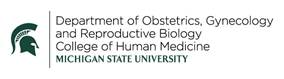 Department of Obstetrics, Gynecology
and Reproductive Biology
College of Human Medicine
MICHIGAN STATE UNIVERSITY